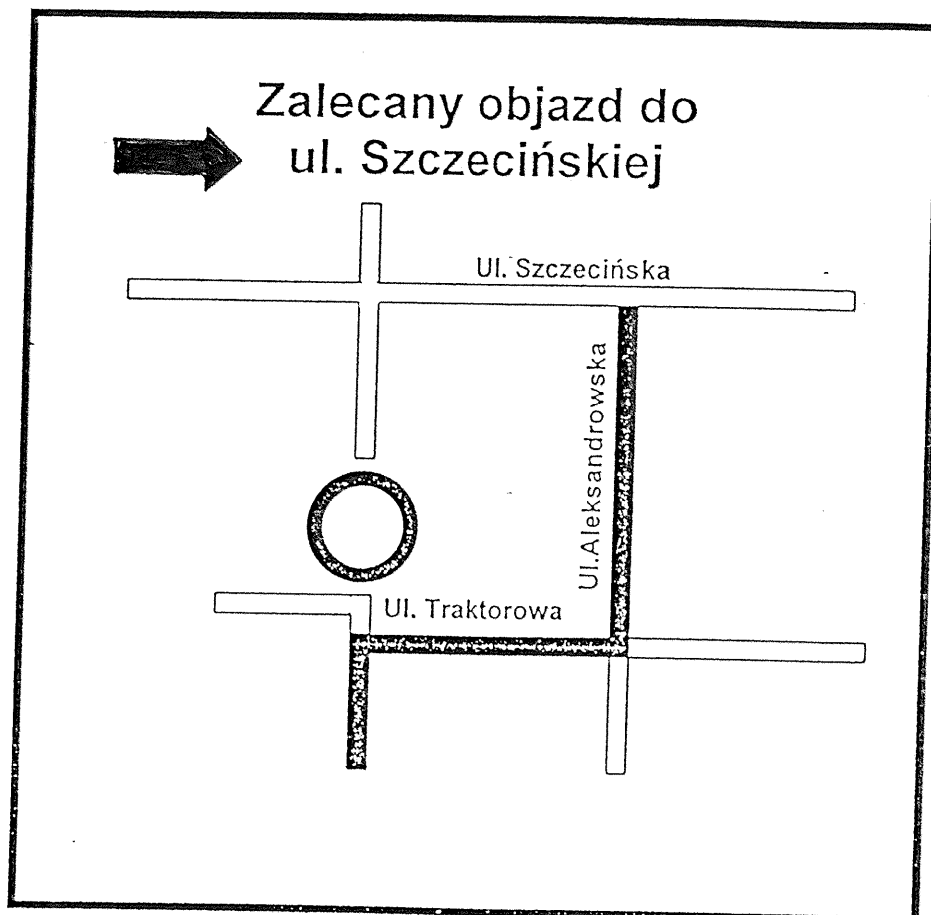 Zalecany objazd do
ul. Szczecińskiej
Ul. Szczecińska
Ul.Aleksandrowska
Ul. Traktorowa